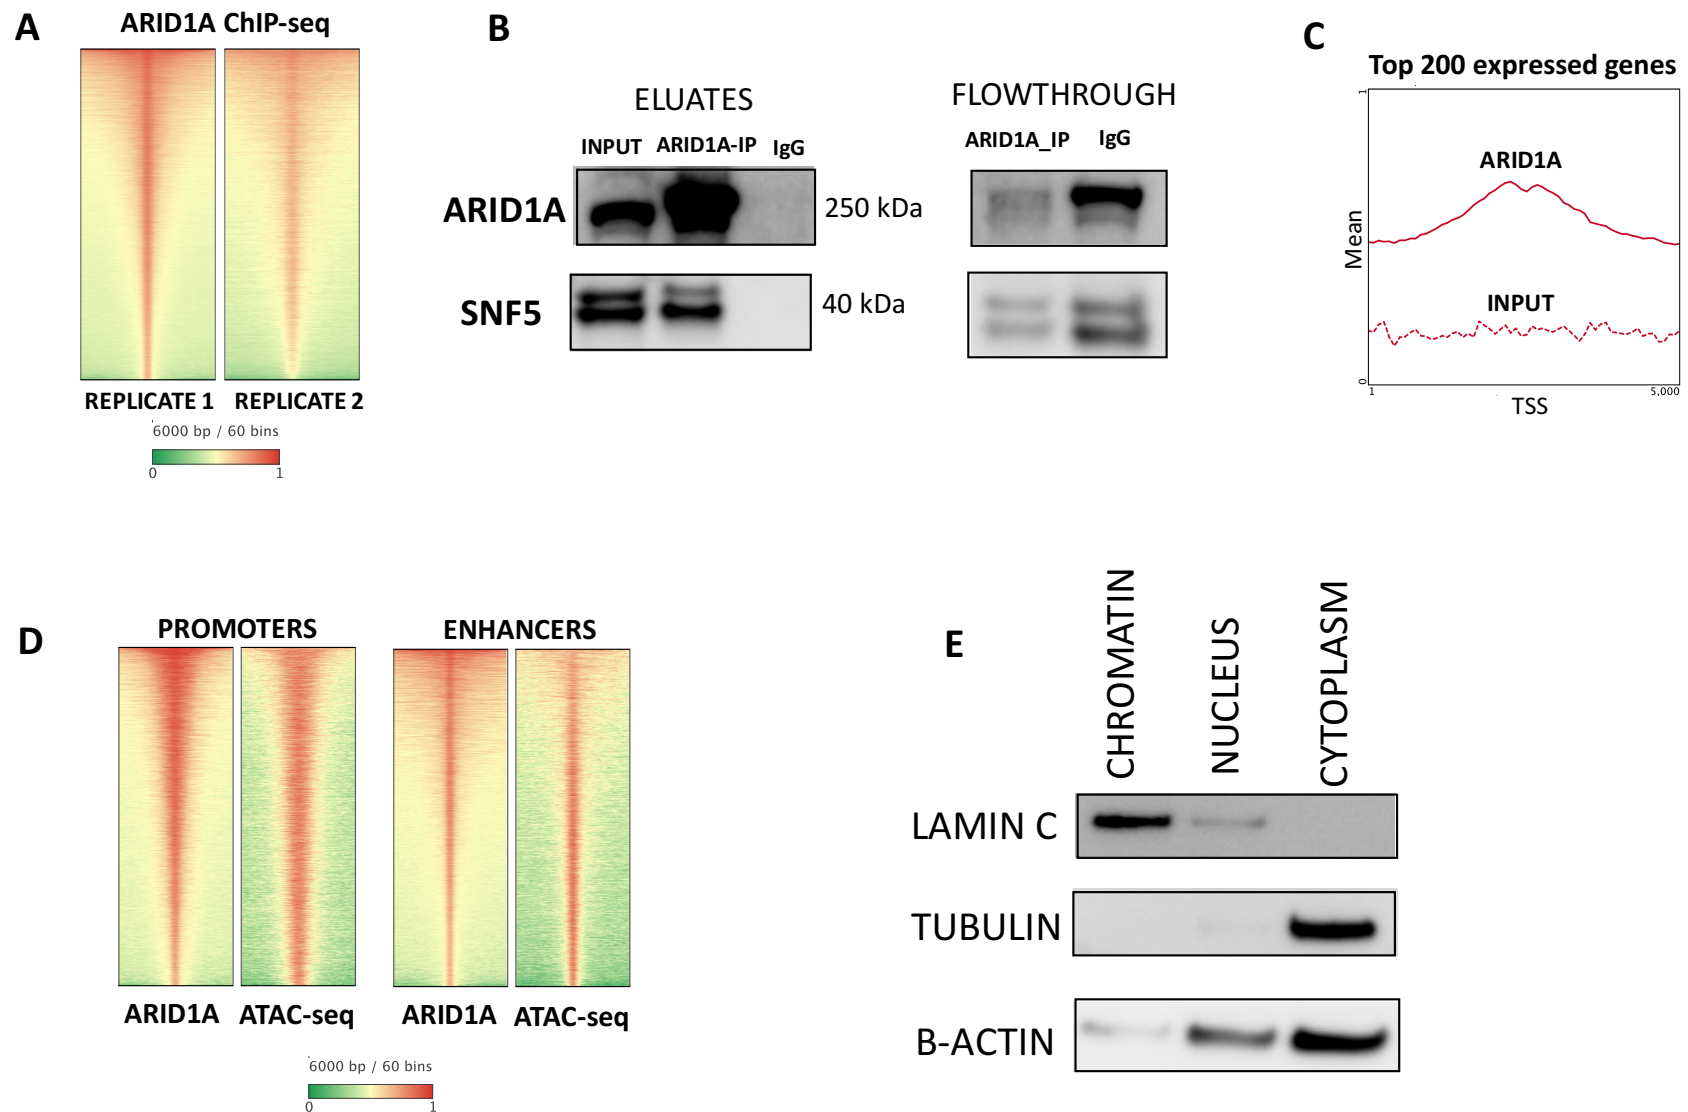 A
ARID1A ChIP-seq
REPLICATE 1 REPLICATE 2
6000 bp / 60 bins
0 1
B
ELUATES
INPUT ARID1A-IP IgG
ARID1A
250 kDa
SNF5
40 kDa
FLOWTHROUGH
ARID1A_IP IgG
C
Top 200 expressed genes
1
ARID1A
Mean
INPUT
0
1 5,000
TSS
D
PROMOTERS ENHANCERS
ARID1A ATAC-seq ARID1A ATAC-seq
6000 bp / 60 bins
0 1
E
CHROMATIN
NUCLEUS
CYTOPLASM
LAMIN C
TUBULIN
B-ACTIN